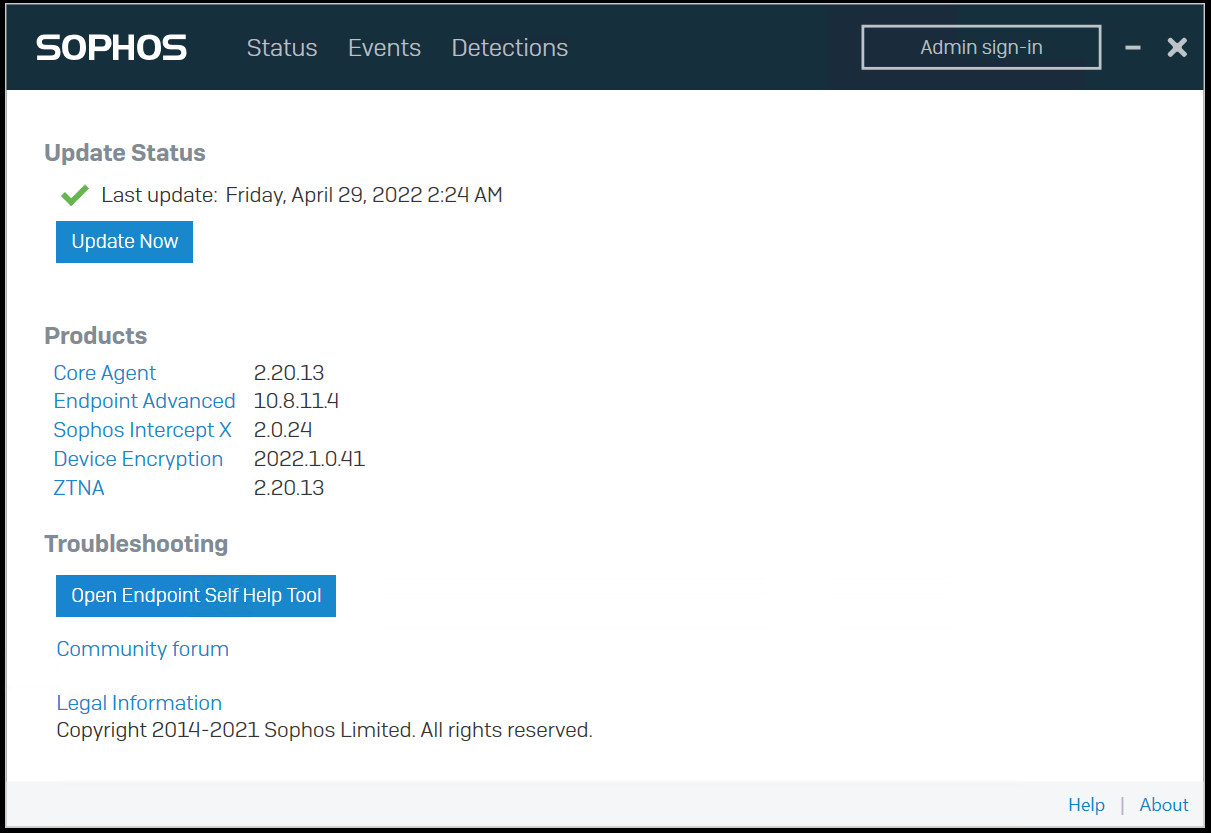 SOPHOS Status Events Detections Admin sign-in
Update Status
Last update: Friday, April 29, 2022 2:24 AM
Update Now
Products
Core Agent 2.20.13
Endpoint Advanced 10.8.11.4
Sophos Intercept X 2.0.24
Device Encryption 2022.1.0.41
ZTNA 2.20.13
Troubleshooting
Open Endpoint Self Help Tool
Community forum
Legal Information
Copyright 2014-2021 Sophos Limited. All rights reserved.
Help | About